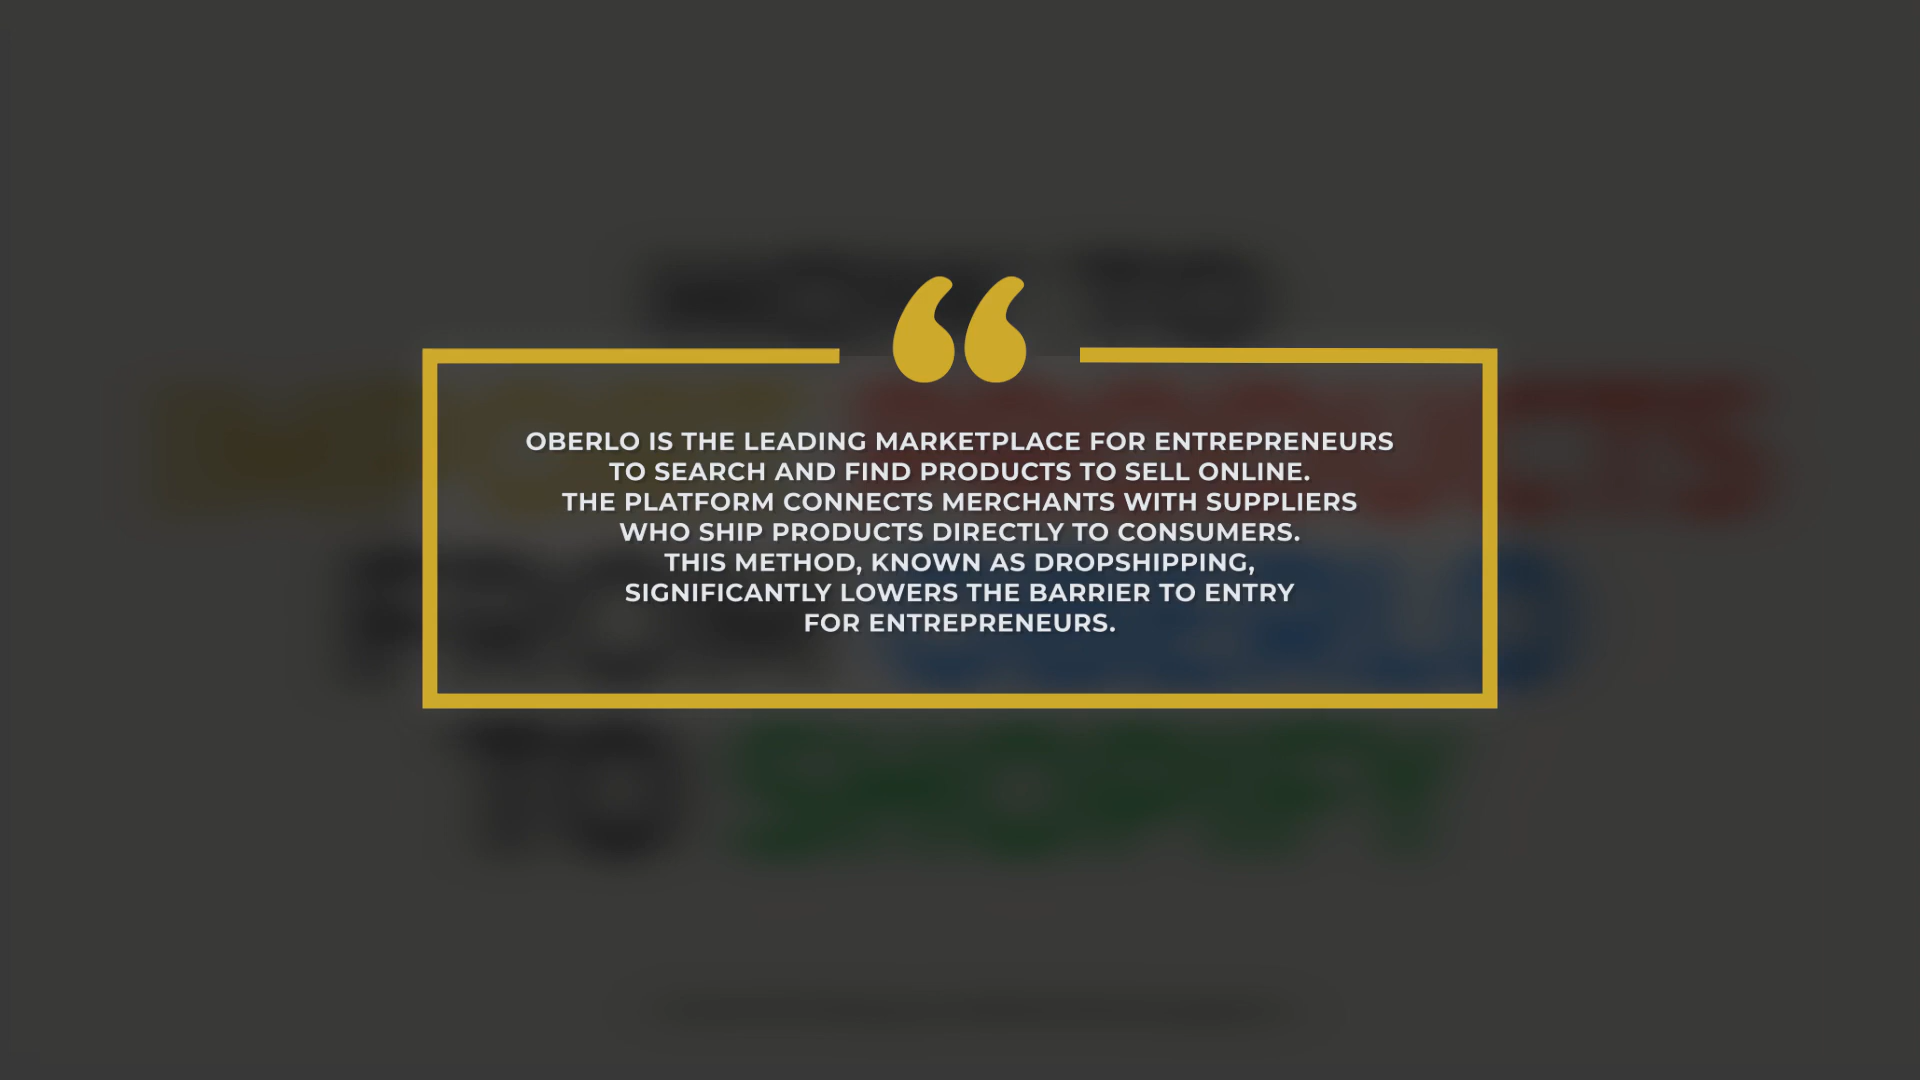 OBERLO IS THE LEADING MARKETPLACE FOR ENTREPRENEURS
TO SEARCH AND FIND PRODUCTS TO SELL ONLINE.
THE PLATFORM CONNECTS MERCHANTS WITH SUPPLIERS
WHO SHIP PRODUCTS DIRECTLY TO CONSUMERS.
THIS METHOD, KNOWN AS DROPSHIPPING,
SIGNIFICANTLY LOWERS THE BARRIER TO ENTRY
FOR ENTREPRENEURS.